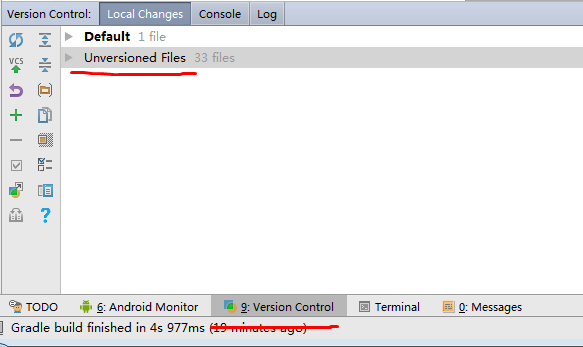 Version Control: Local Changes Console Log
Default 1 file
Unversioned Files 33 files
VCS
TODO 6: Android Monitor 9: Version Control Terminal 0: Messages
Gradle build finished in 4s 977ms (19 minutes ago)